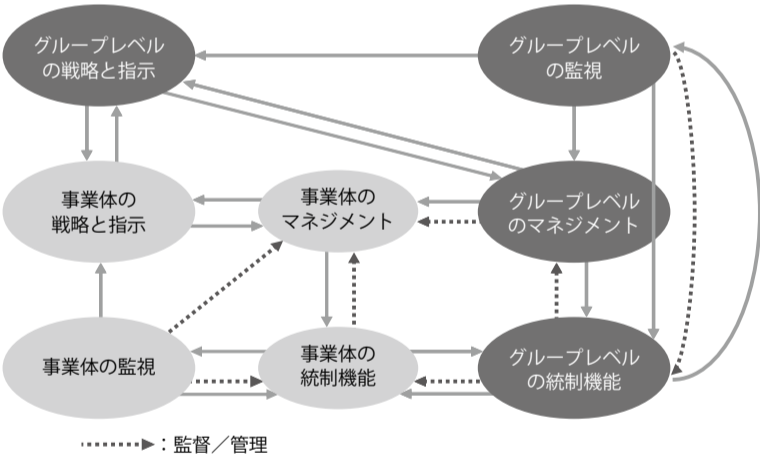 グループレベル
の戦略と指示
グループレベル
の監視
事業体の
戦略と指示
事業体の
マネジメント
グループレベル
のマネジメント
事業体の監視
事業体の
統制機能
グループレベル
の統制機能
：監督／管理